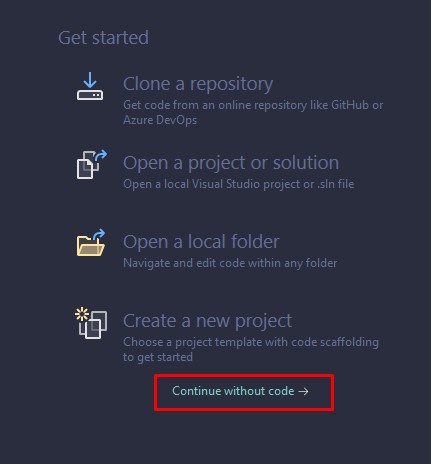 Get started
Clone a repository
Get code from an online repository like GitHub or
Azure DevOps
Open a project or solution
Open a local Visual Studio project or .sln file
Open a local folder
Navigate and edit code within any folder
Create a new project
Choose a project template with code scaffolding
to get started
Continue without code →